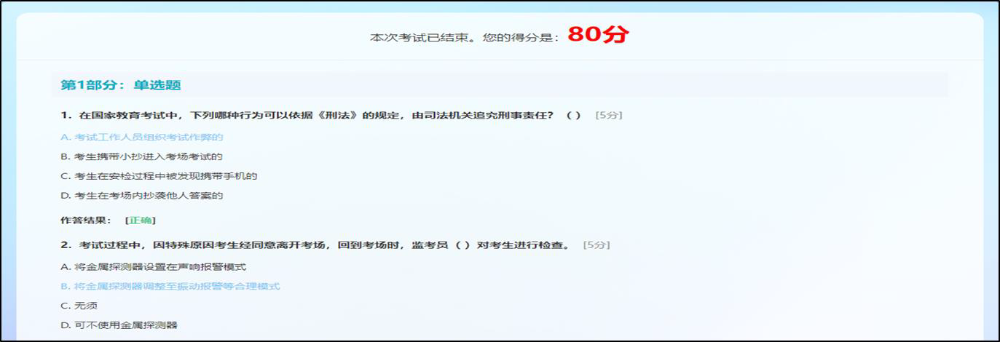 本次考试已结束。您的得分是：80分
第1部分：单选题
1. 在国家教育考试中，下列哪种行为可以依据《刑法》的规定，由司法机关追究刑事责任？（ ） [5分]
A. 考试工作人员组织考试作弊的
B. 考生携带小抄进入考场考试的
C. 考生在安检过程中被发现携带手机的
D. 考生在考场内抄袭他人答案的
作答结果： [正确]
2. 考试过程中，因特殊原因考生经同意离开考场，回到考场时，监考员（ ）对考生进行检查。 [5分]
A. 将金属探测器设置在声响报警模式
B. 将金属探测器调整至振动报警等合理模式
C. 无须
D. 可不使用金属探测器